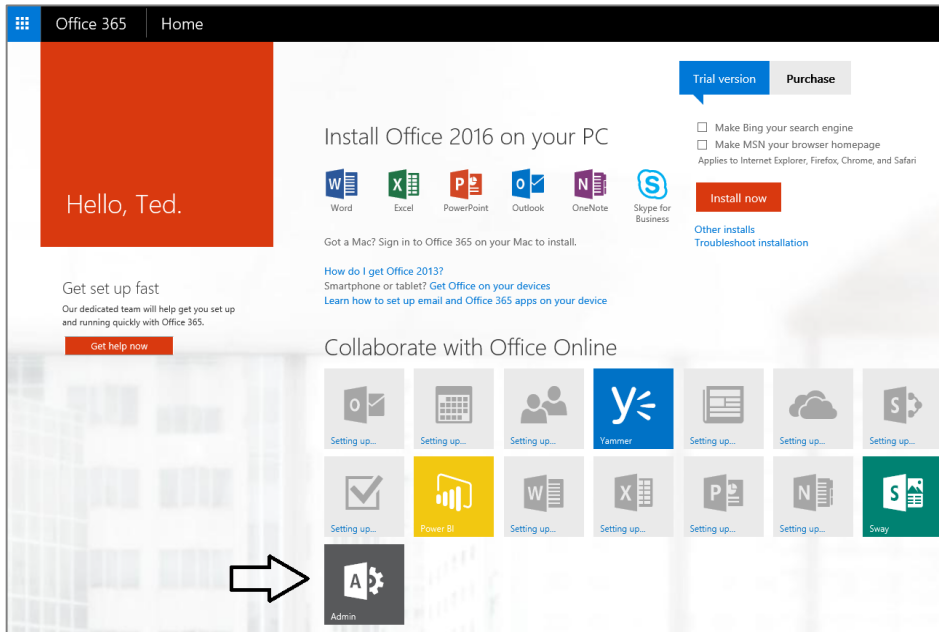 Office 365 Home
Trial version Purchase
Install Office 2016 on your PC
Make Bing your search engine
Make MSN your browser homepage
Applies to Internet Explorer, Firefox, Chrome, and Safari
Hello, Ted.
Word Excel PowerPoint Outlook OneNote Skype for
Business
Install now
Got a Mac? Sign in to Office 365 on your Mac to install.
Other installs
Troubleshoot installation
How do I get Office 2013?
Smartphone or tablet? Get Office on your devices
Learn how to set up email and Office 365 apps on your device
Get set up fast
Our dedicated team will help get you set up
and running quickly with Office 365.
Get help now
Collaborate with Office Online
Setting up... Setting up... Setting up... Yammer Setting up... Setting up... Setting up...
Setting up... Power BI Setting up... Setting up... Setting up... Setting up... Sway
Admin